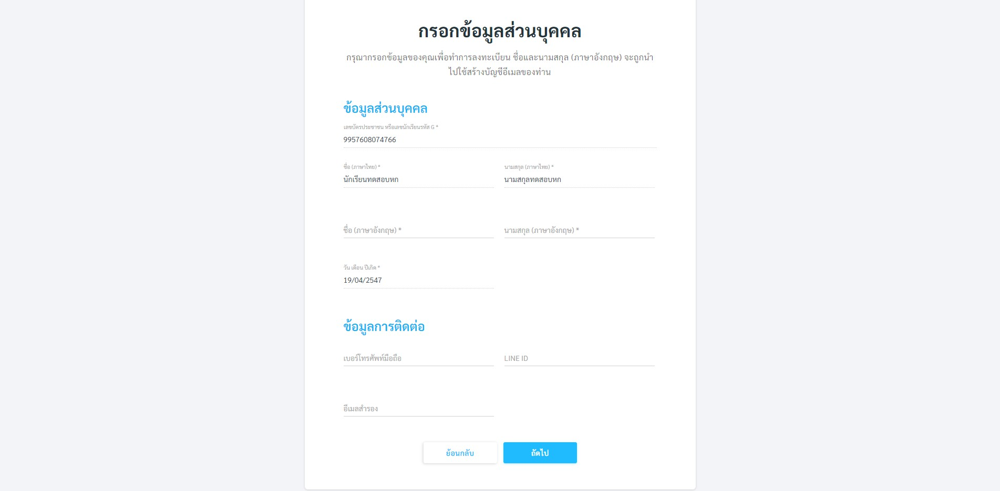 กรอกข้อมูลส่วนบุคคล
กรุณากรอกข้อมูลของคุณเพื่อทำการลงทะเบียน ชื่อและนามสกุล (ภาษาอังกฤษ) จะถูกนำ
ไปใช้สร้างบัญชีอีเมลของท่าน
ข้อมูลส่วนบุคคล
เลขบัตรประชาชน หรือเลขนักเรียนรหัส G *
9957608074766
ชื่อ (ภาษาไทย) * นามสกุล (ภาษาไทย) *
นักเรียนทดสอบหก นามสกุลทดสอบหก
ชื่อ (ภาษาอังกฤษ) * นามสกุล (ภาษาอังกฤษ) *
วัน เดือน ปีเกิด *
19/04/2547
ข้อมูลการติดต่อ
เบอร์โทรศัพท์มือถือ LINE ID
อีเมลสำรอง
ย้อนกลับ ถัดไป